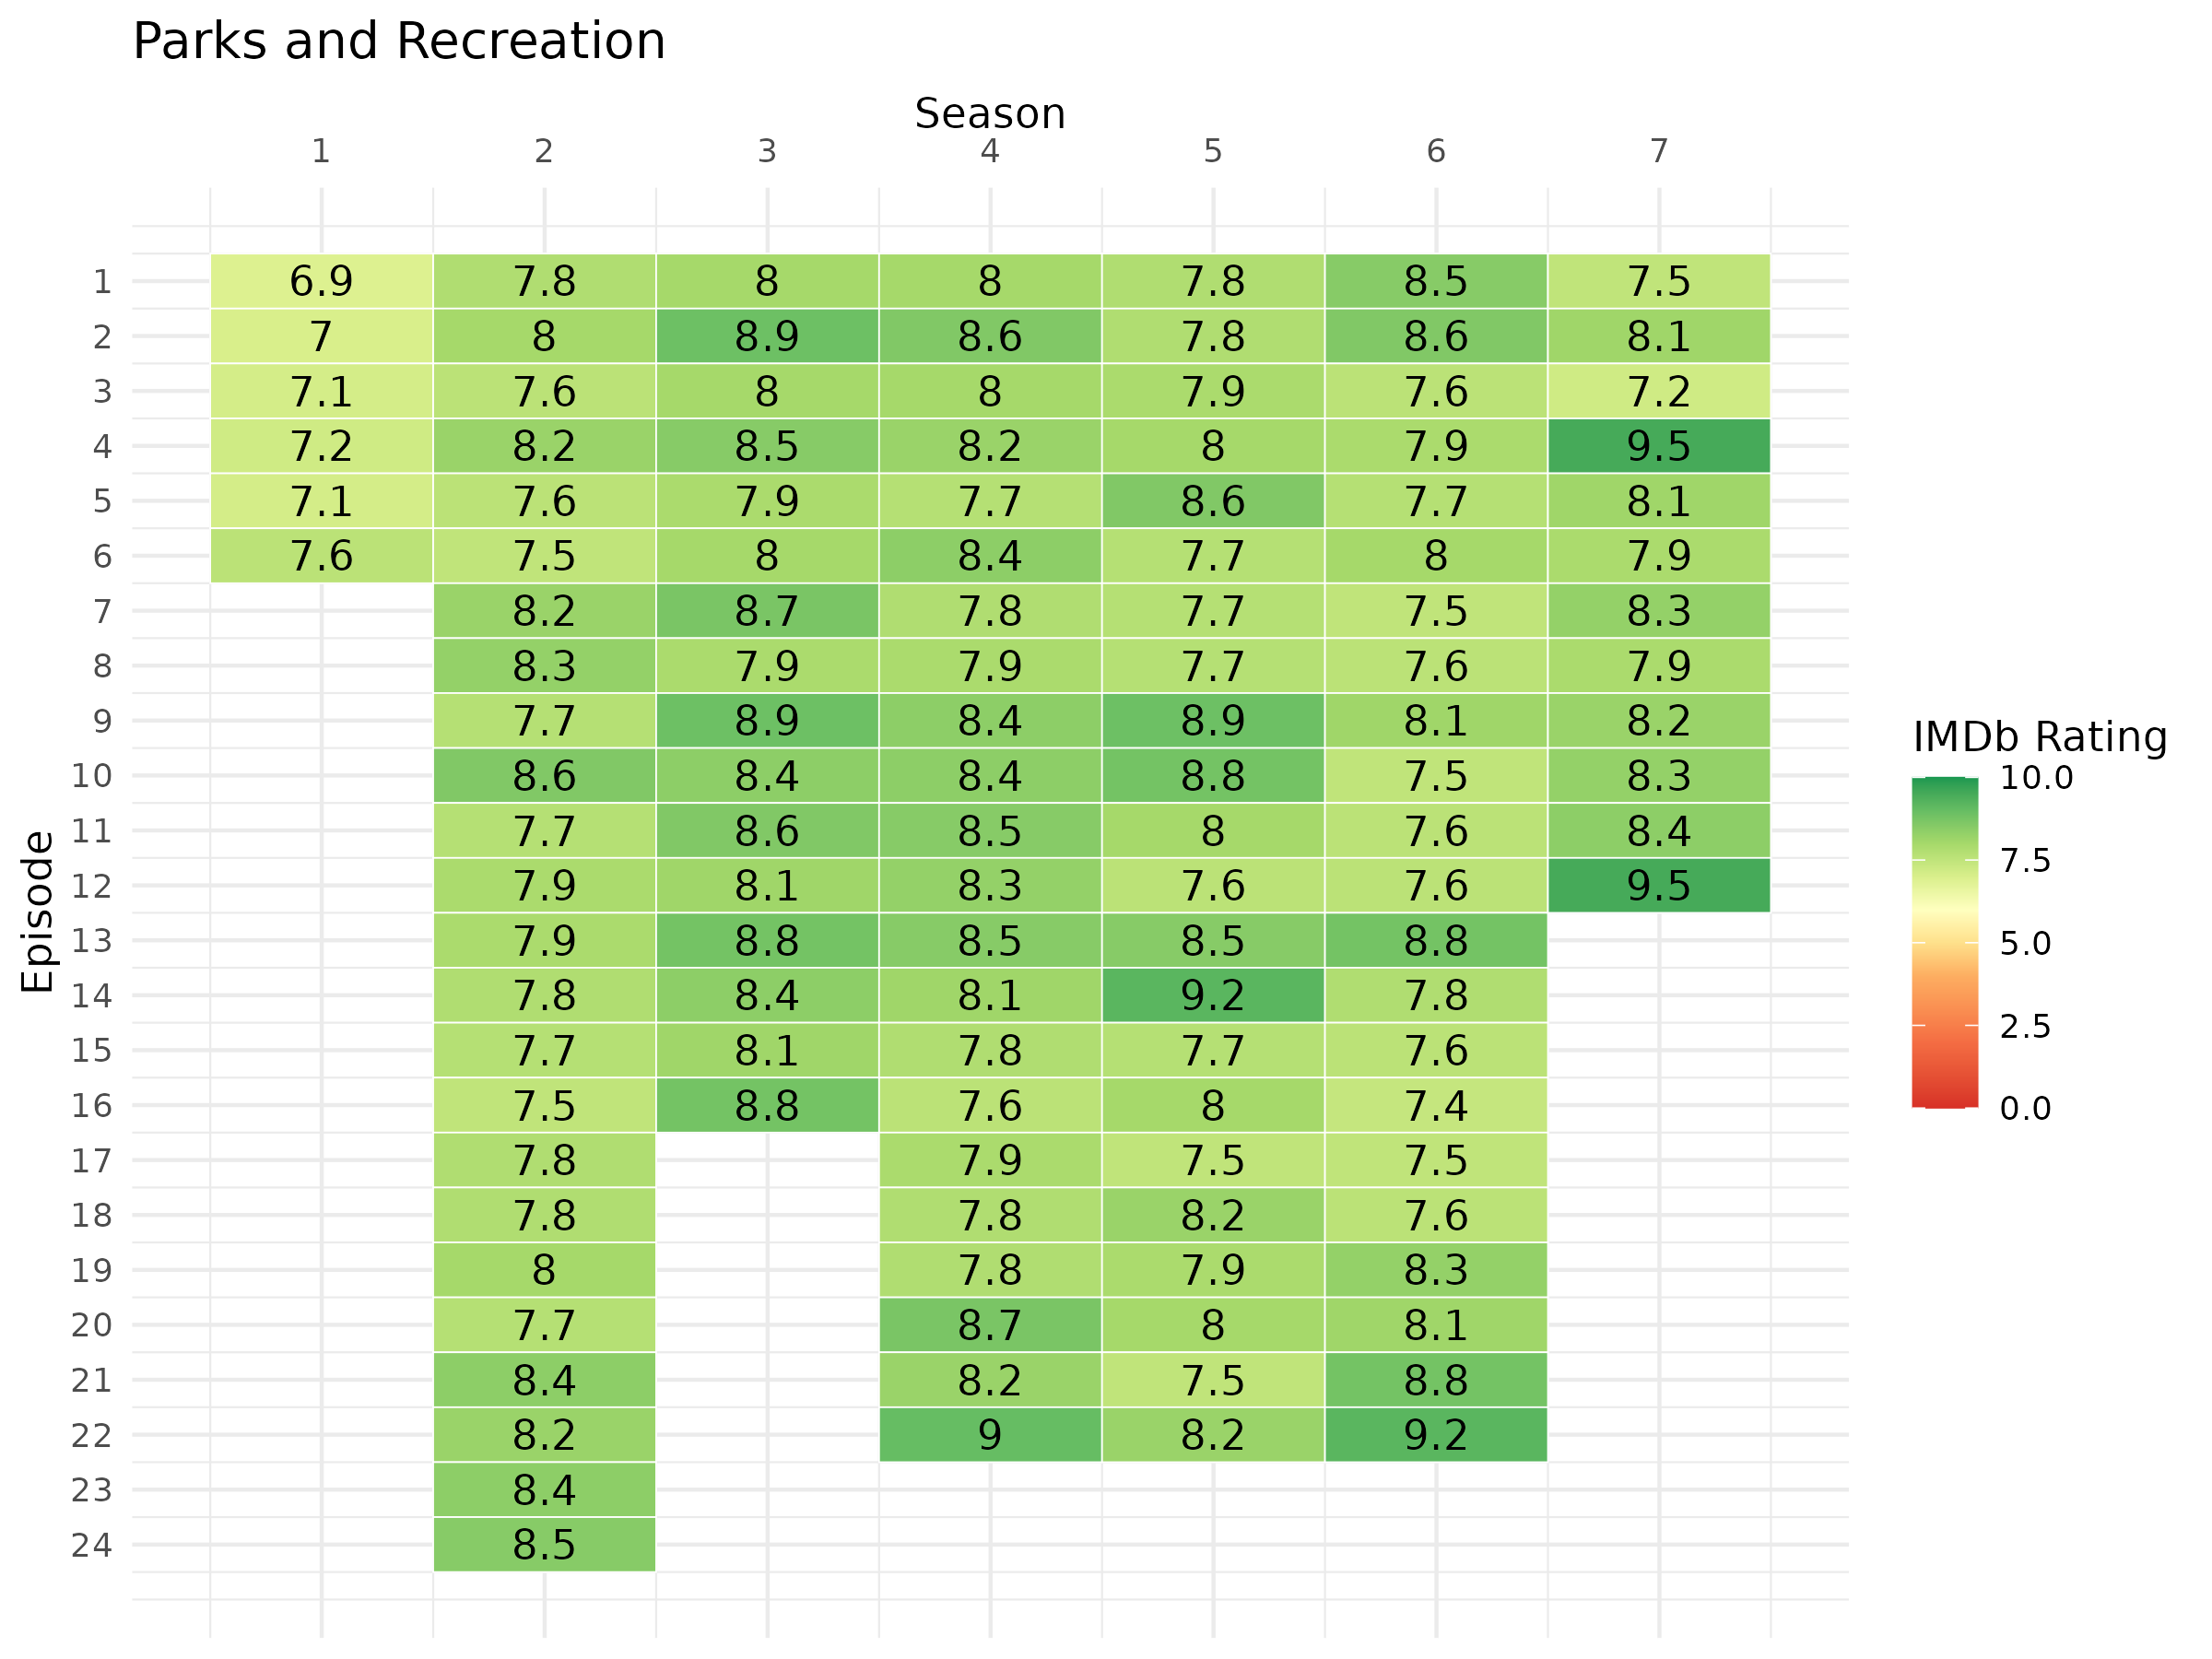 Parks and Recreation
Season
1 2 3 4 5 6 7
1 6.9 7.8 8 8 7.8 8.5 7.5
2 7 8 8.9 8.6 7.8 8.6 8.1
3 7.1 7.6 8 8 7.9 7.6 7.2
4 7.2 8.2 8.5 8.2 8 7.9 9.5
5 7.1 7.6 7.9 7.7 8.6 7.7 8.1
6 7.6 7.5 8 8.4 7.7 8 7.9
7 8.2 8.7 7.8 7.7 7.5 8.3
8 8.3 7.9 7.9 7.7 7.6 7.9
9 7.7 8.9 8.4 8.9 8.1 8.2
10 8.6 8.4 8.4 8.8 7.5 8.3
11 7.7 8.6 8.5 8 7.6 8.4
12 7.9 8.1 8.3 7.6 7.6 9.5
13 7.9 8.8 8.5 8.5 8.8
14 7.8 8.4 8.1 9.2 7.8
15 7.7 8.1 7.8 7.7 7.6
16 7.5 8.8 7.6 8 7.4
17 7.8 7.9 7.5 7.5
18 7.8 7.8 8.2 7.6
19 8 7.8 7.9 8.3
20 7.7 8.7 8 8.1
21 8.4 8.2 7.5 8.8
22 8.2 9 8.2 9.2
23 8.4
24 8.5
Episode
IMDb Rating
10.0
7.5
5.0
2.5
0.0